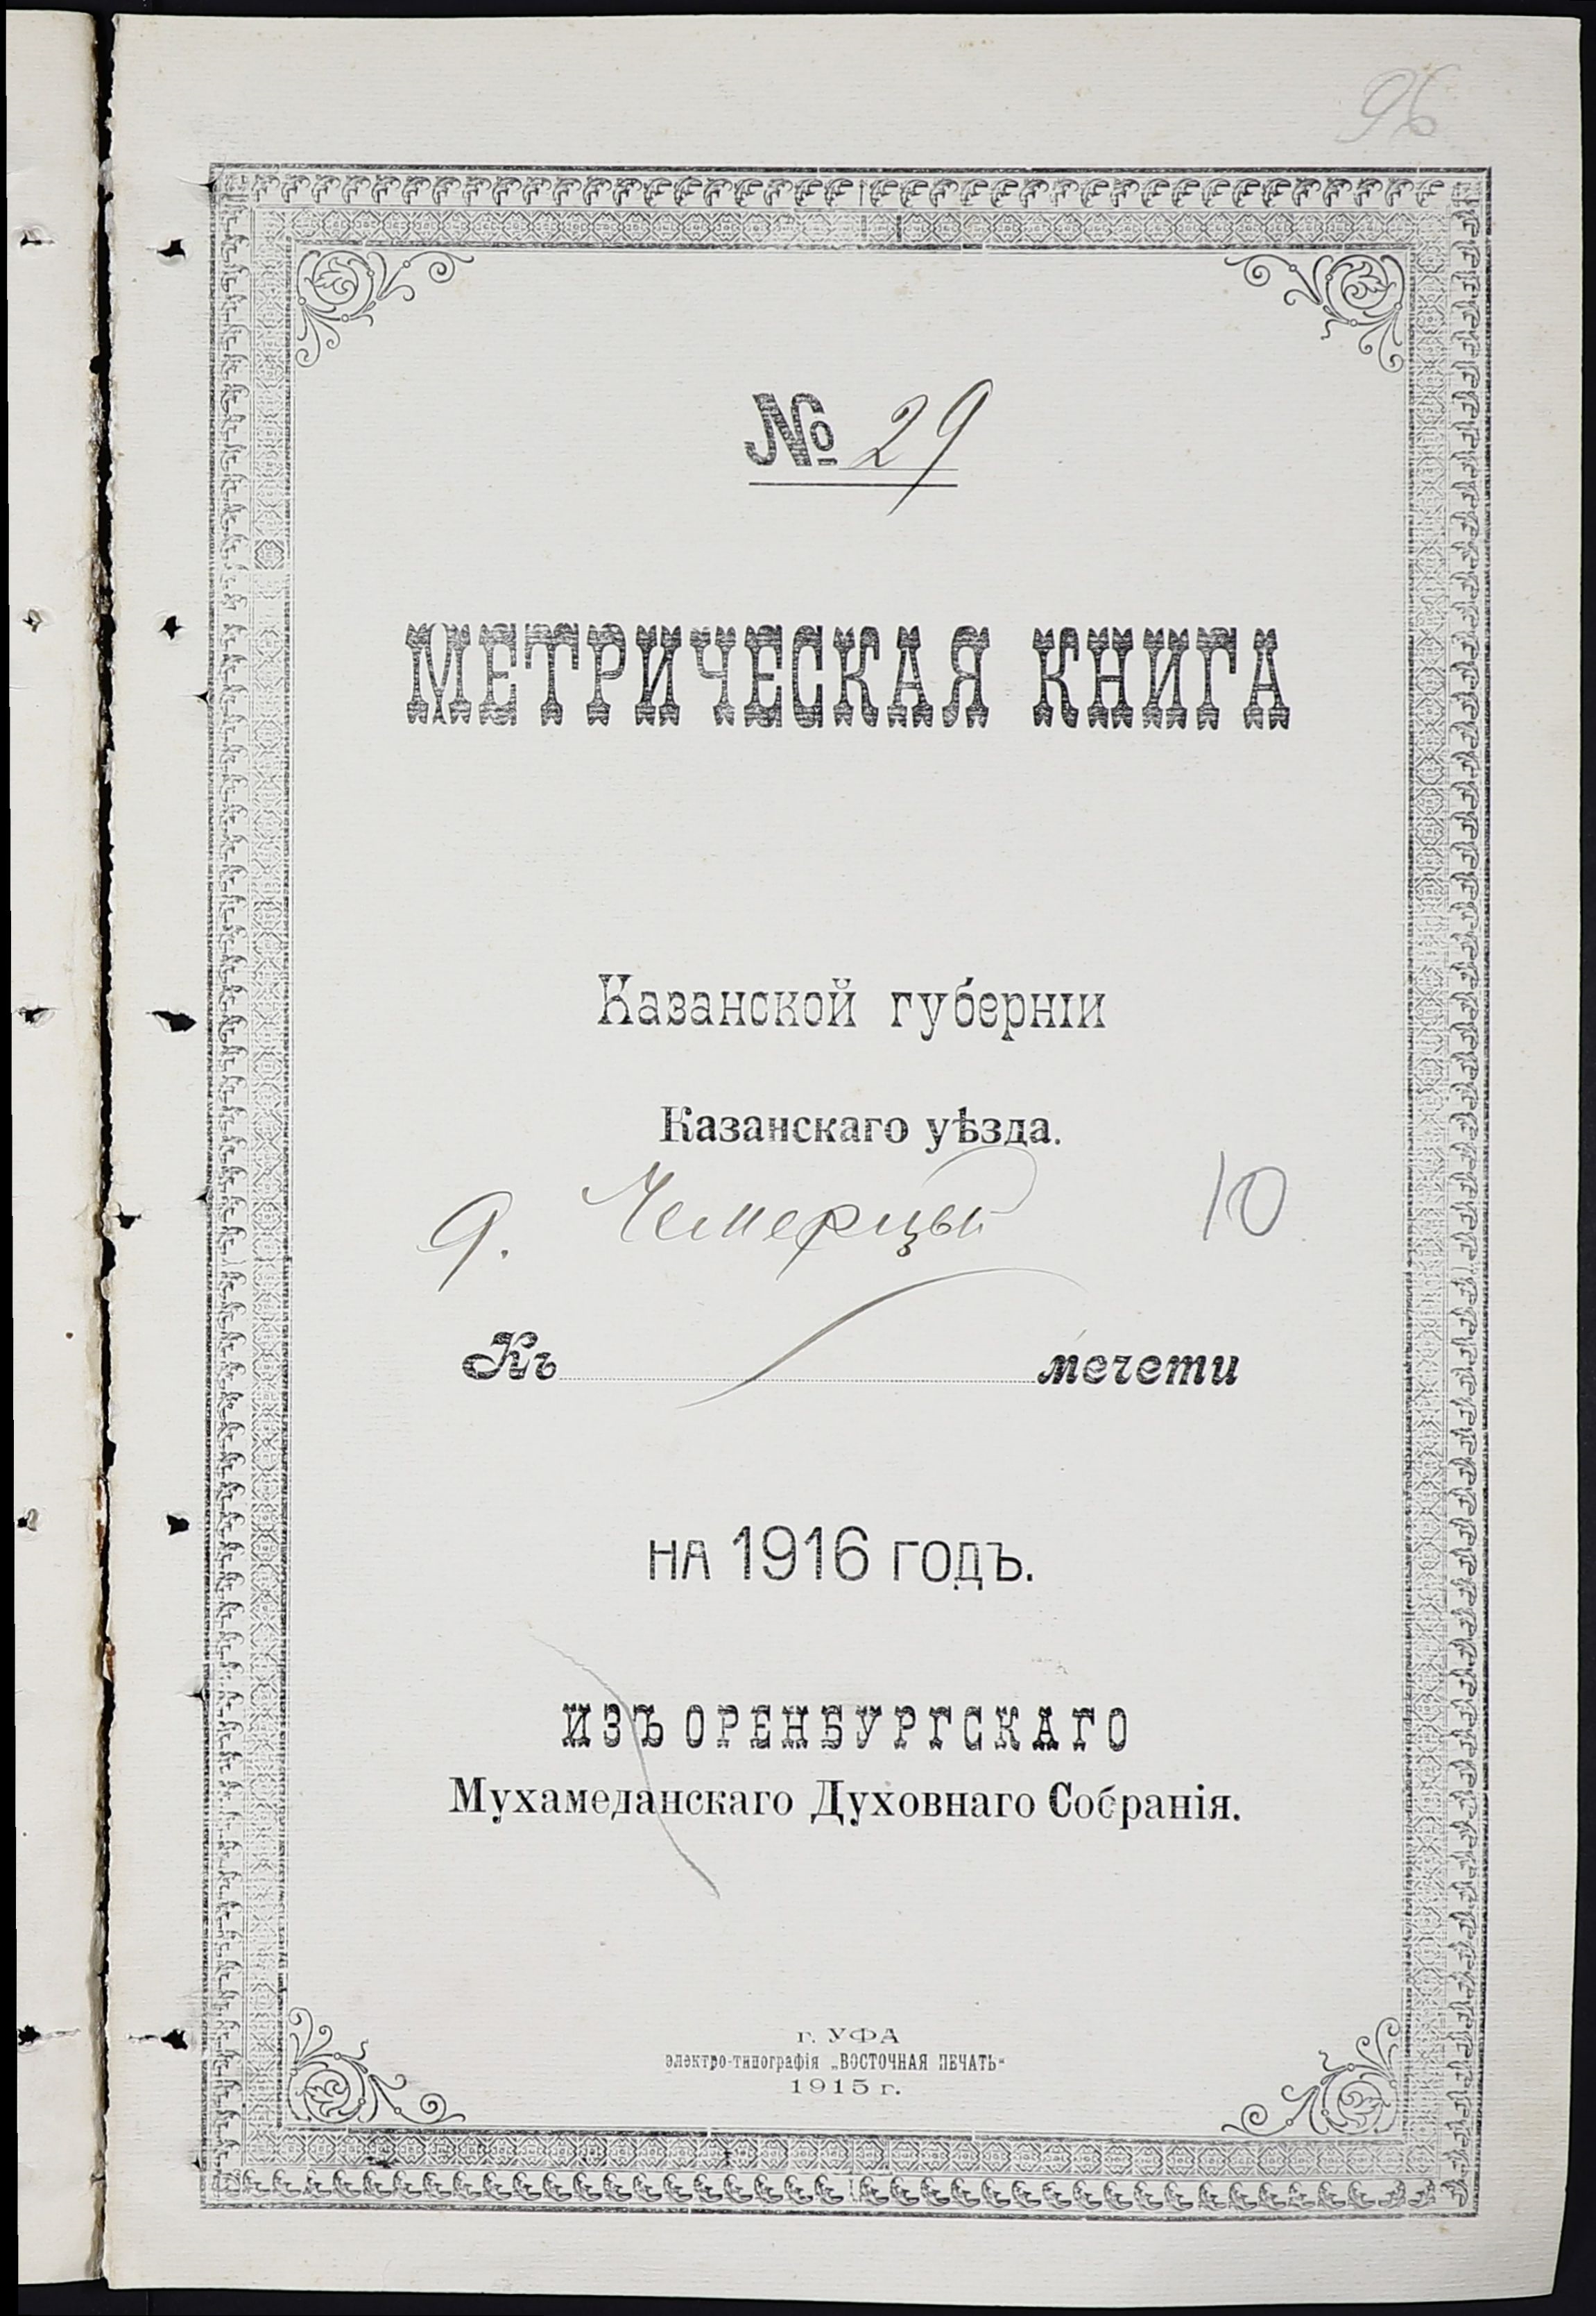 96
№ 29
МЕТРИЧЕСКАЯ КНИГА
Казанской губерніи
Казанскаго уѣзда.
д. Чемерцы 10
Къ мечети
на 1916 годъ.
ИЗЪ ОРЕНБУРГСКАГО
Мухамеданскаго Духовнаго Собранія.
г. УФА
электро-типографія „ВОСТОЧНАЯ ПЕЧАТЬ“
1915 г.